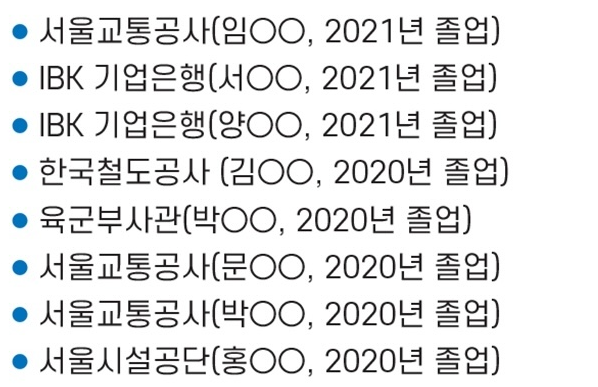 ● 서울교통공사(임○○, 2021년 졸업)
● IBK 기업은행(서○○, 2021년 졸업)
● IBK 기업은행(양○○, 2021년 졸업)
● 한국철도공사 (김○○, 2020년 졸업)
● 육군부사관(박○○, 2020년 졸업)
● 서울교통공사(문○○, 2020년 졸업)
● 서울교통공사(박○○, 2020년 졸업)
● 서울시설공단(홍○○, 2020년 졸업)